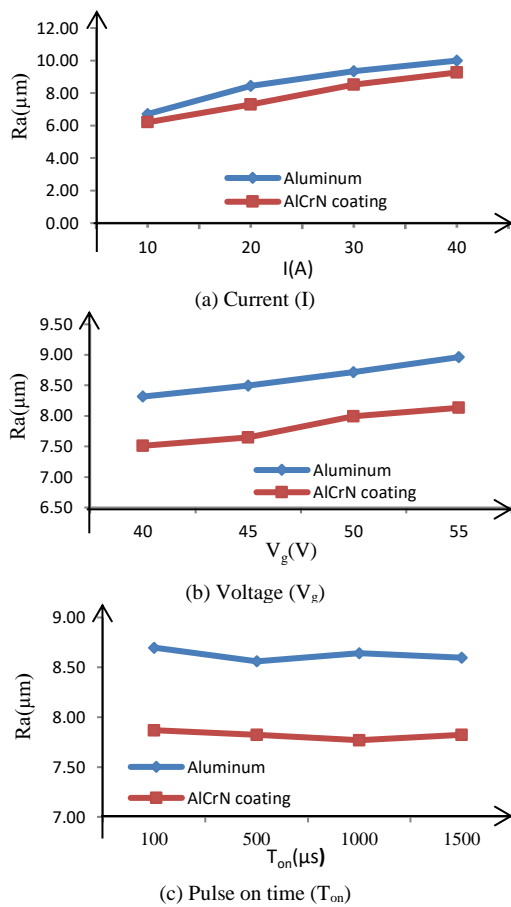 12.00
10.00
8.00
6.00
4.00
2.00
0.00
Ra(µm)
Aluminum
AlCrN coating
10 20 30 40
I(A)
(a) Current (I)
9.50
9.00
8.50
8.00
7.50
7.00
6.50
Ra(µm)
Aluminum
AlCrN coating
40 45 50 55
Vg(V)
(b) Voltage (Vg)
9.00
8.50
8.00
7.50
7.00
Ra(µm)
Aluminum
AlCrN coating
100 500 1000 1500
Ton(µs)
(c) Pulse on time (Ton)